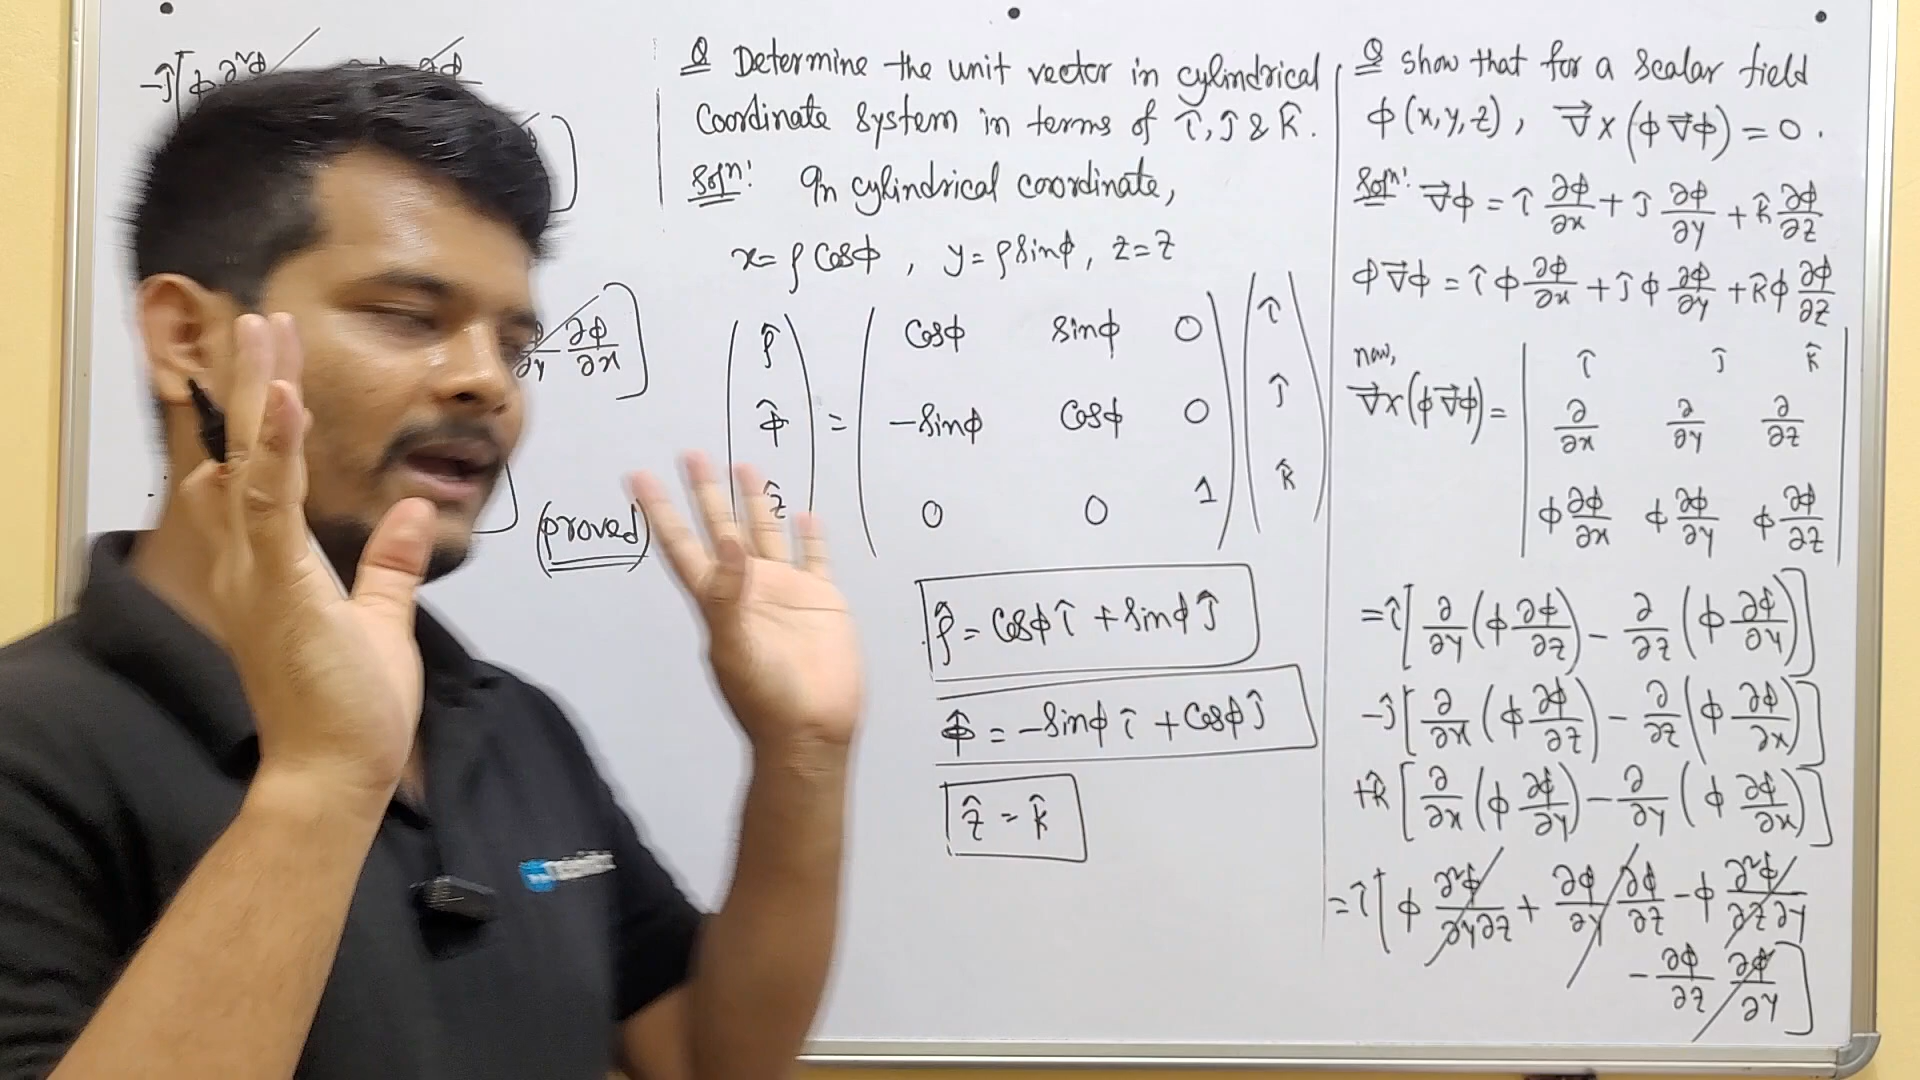 -ĵ[ϕ ∂²ϕ
∂ϕ
∂y ∂ϕ/∂x]
(proved)
Q Determine the unit vector in cylindrical
Coordinate system in terms of î, ĵ & k̂.
Solⁿ: In cylindrical coordinate,
x = ρ cosϕ , y = ρ sinϕ, z = z
(ρ̂ ϕ̂ ẑ) = (cosϕ sinϕ 0 (î
-sinϕ cosϕ 0 ĵ
0 0 1) k̂)
ρ̂ = cosϕ î + sinϕ ĵ
ϕ̂ = -sinϕ î + cosϕ ĵ
ẑ = k̂
Q show that for a scalar field
ϕ(x,y,z), ∇⃗ x (ϕ ∇⃗ϕ) = 0.
Solⁿ: ∇⃗ϕ = î ∂ϕ/∂x + ĵ ∂ϕ/∂y + k̂ ∂ϕ/∂z
ϕ∇⃗ϕ = î ϕ ∂ϕ/∂x + ĵ ϕ ∂ϕ/∂y + k̂ ϕ ∂ϕ/∂z
now,
∇⃗x(ϕ∇⃗ϕ) = | î ĵ k̂
∂/∂x ∂/∂y ∂/∂z
ϕ ∂ϕ/∂x ϕ ∂ϕ/∂y ϕ ∂ϕ/∂z |
= î[∂/∂y (ϕ ∂ϕ/∂z) - ∂/∂z (ϕ ∂ϕ/∂y)]
-ĵ[∂/∂x (ϕ ∂ϕ/∂z) - ∂/∂z (ϕ ∂ϕ/∂x)]
+k̂[∂/∂x (ϕ ∂ϕ/∂y) - ∂/∂y (ϕ ∂ϕ/∂x)]
= î[ϕ ∂²ϕ/∂y∂z + ∂ϕ/∂y ∂ϕ/∂z - ϕ ∂²ϕ/∂z∂y
- ∂ϕ/∂z ∂ϕ/∂y]